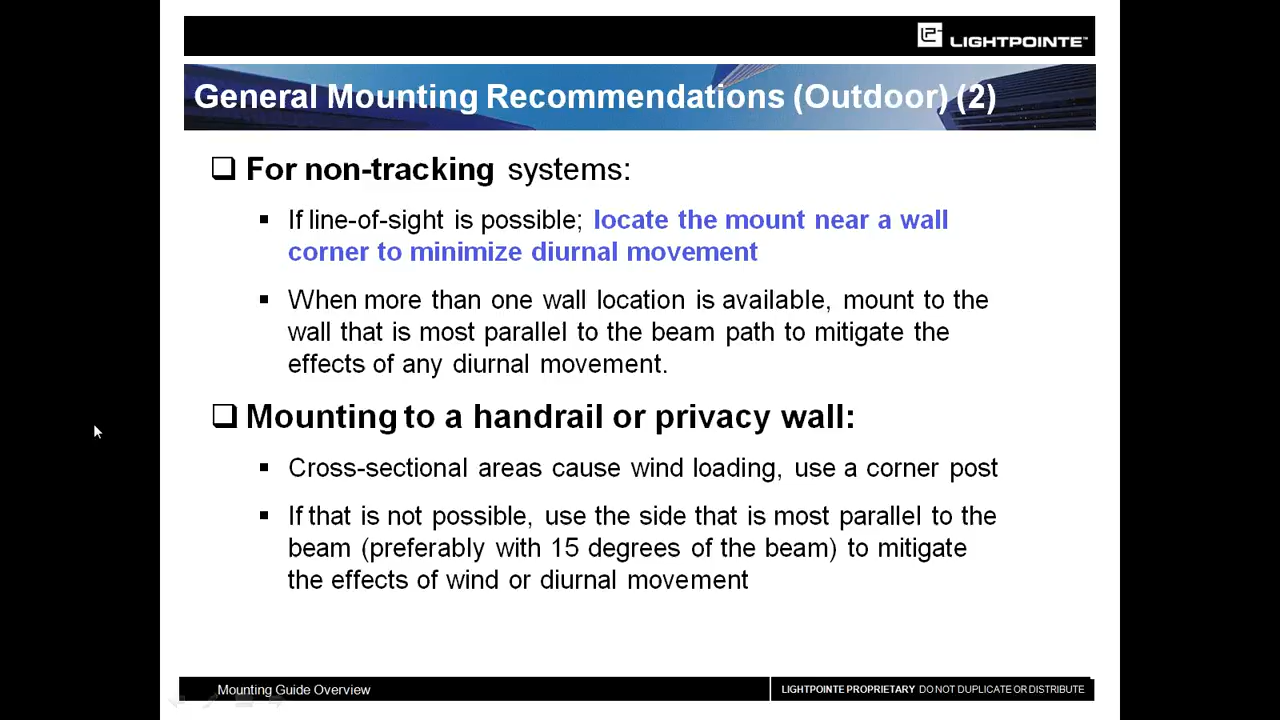 LIGHTPOINTE™
General Mounting Recommendations (Outdoor) (2)
For non-tracking systems:
If line-of-sight is possible; locate the mount near a wall
corner to minimize diurnal movement
When more than one wall location is available, mount to the
wall that is most parallel to the beam path to mitigate the
effects of any diurnal movement.
Mounting to a handrail or privacy wall:
Cross-sectional areas cause wind loading, use a corner post
If that is not possible, use the side that is most parallel to the
beam (preferably with 15 degrees of the beam) to mitigate
the effects of wind or diurnal movement
Mounting Guide Overview
LIGHTPOINTE PROPRIETARY DO NOT DUPLICATE OR DISTRIBUTE